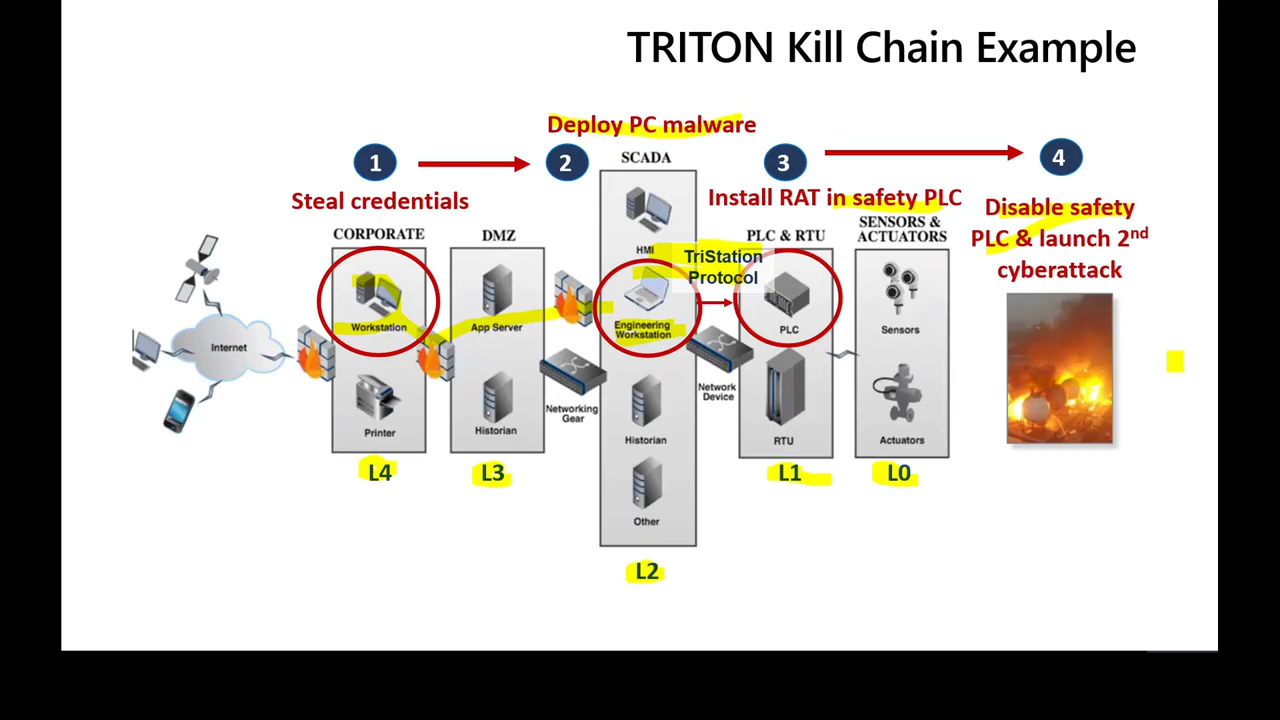 TRITON Kill Chain Example
Deploy PC malware
1
2
3
4
SCADA
Steal credentials
Install RAT in safety PLC
Disable safety
PLC & launch 2nd
cyberattack
CORPORATE
DMZ
PLC & RTU
SENSORS &
ACTUATORS
HMI
TriStation
Protocol
Workstation
App Server
Engineering
Workstation
PLC
Sensors
Internet
Networking
Gear
Network
Device
Printer
Historian
Historian
RTU
Actuators
Other
L4
L3
L1
L0
L2